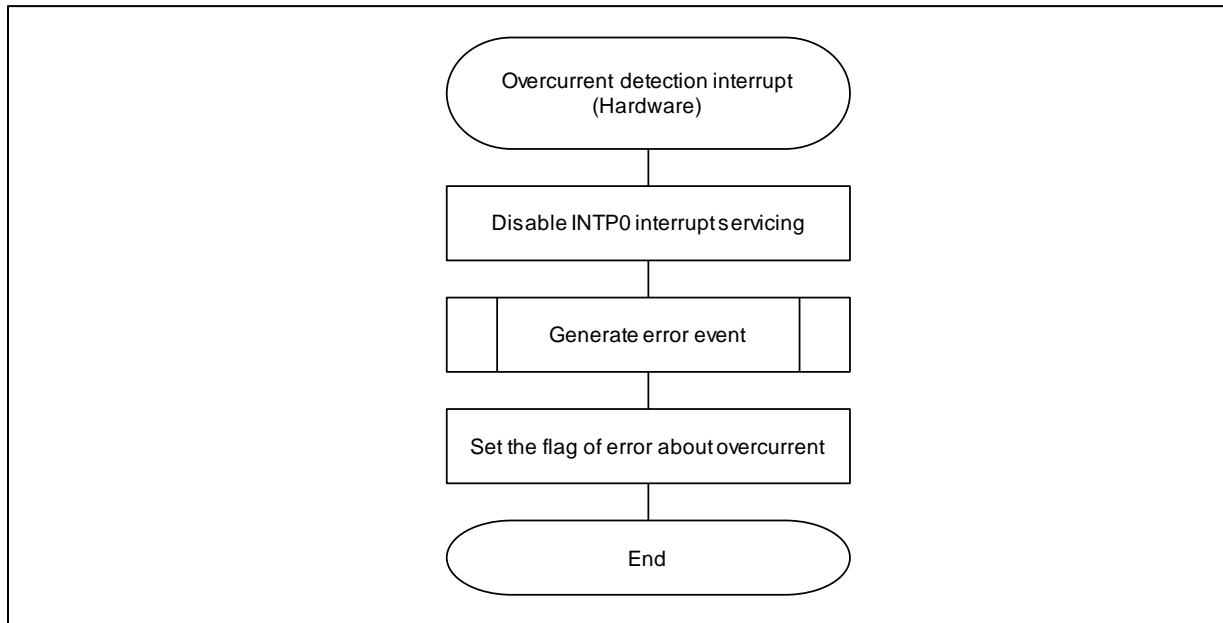 Overcurrent detection interrupt
(Hardware)
Disable INTP0 interrupt servicing
Generate error event
Set the flag of error about overcurrent
End